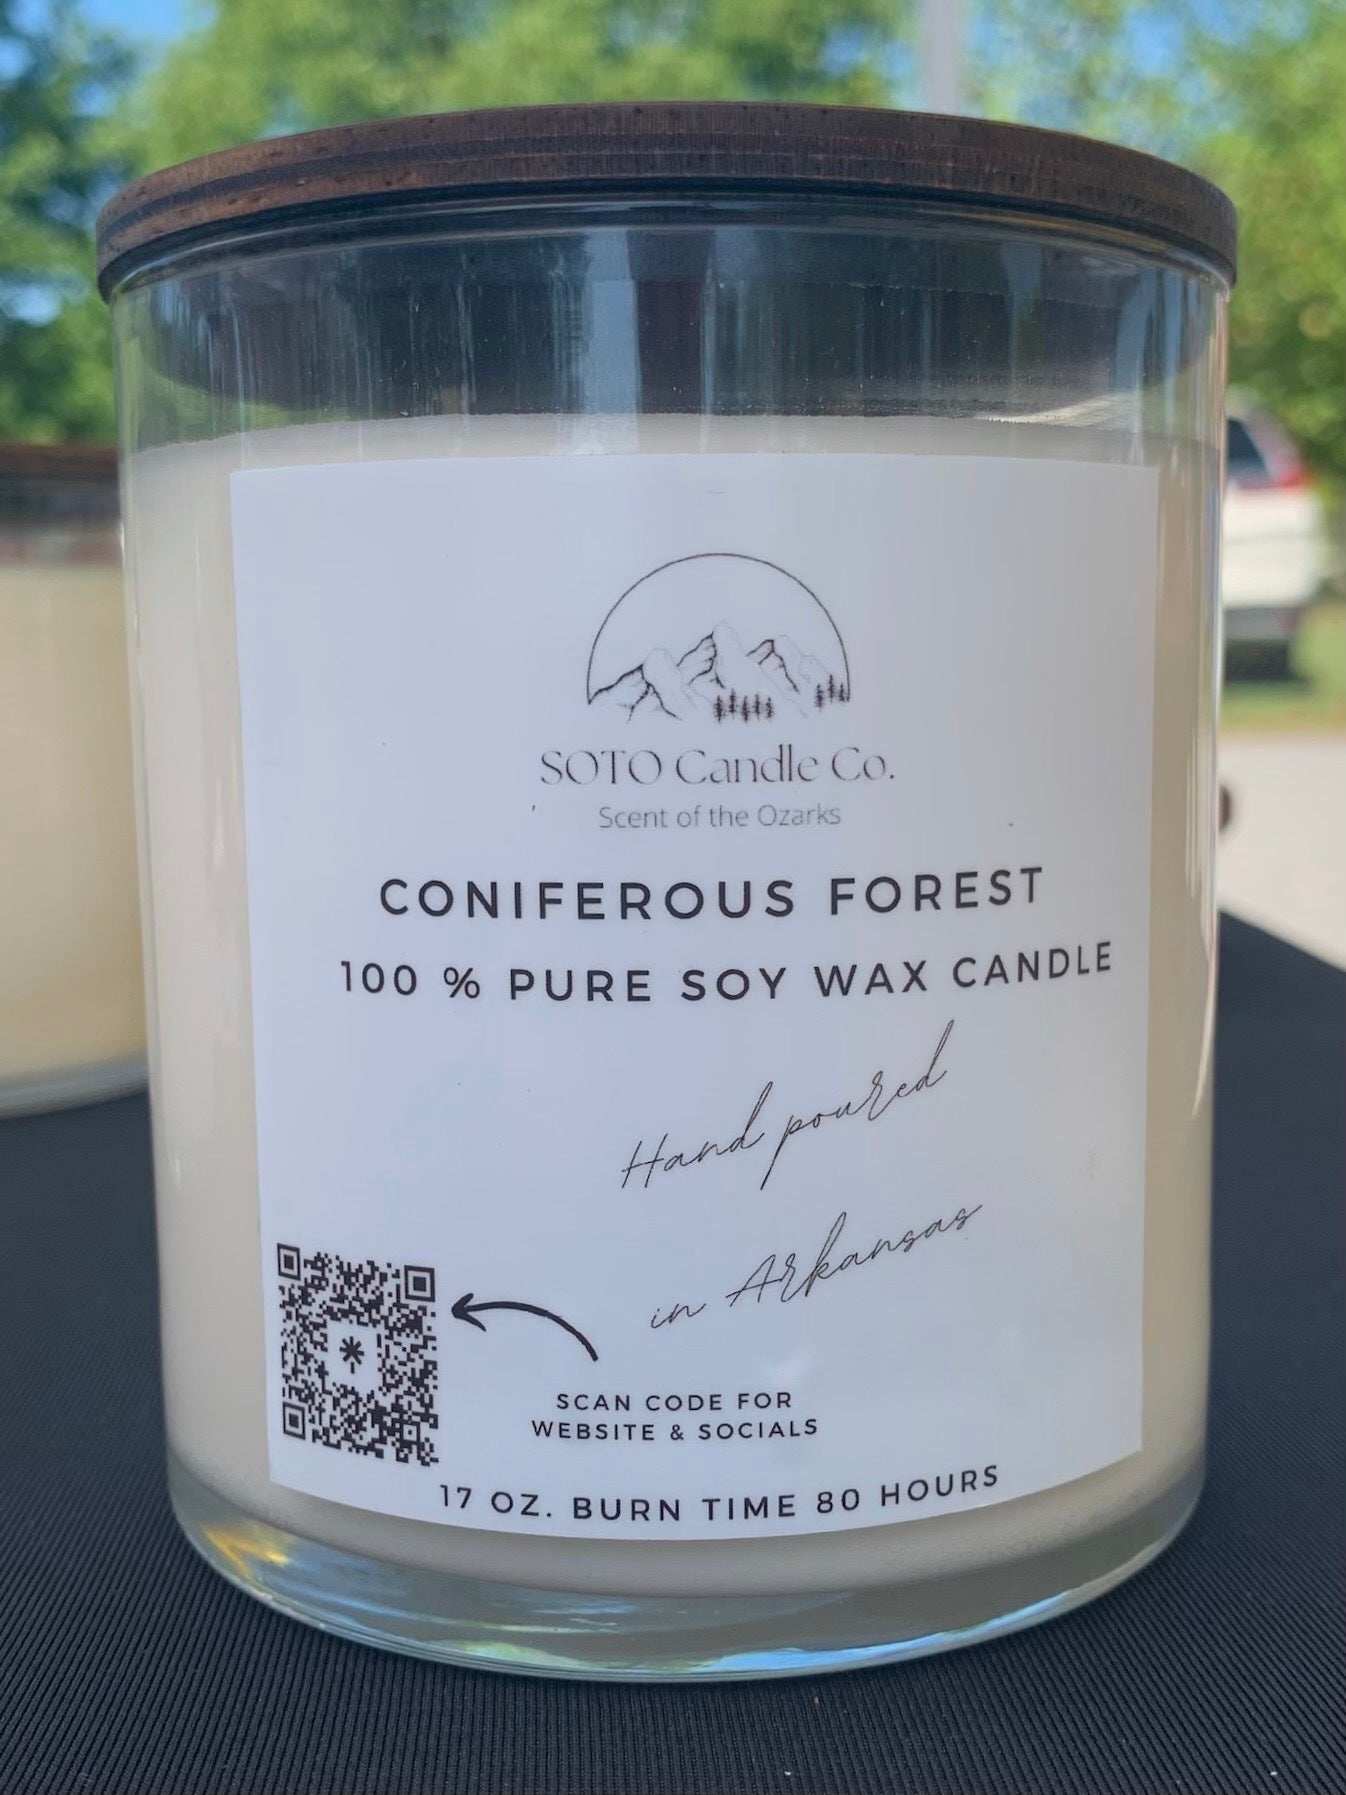 SOTO Candle Co.
Scent of the Ozarks
CONIFEROUS FOREST
100 % PURE SOY WAX CANDLE
Hand poured
in Arkansas
SCAN CODE FOR
WEBSITE & SOCIALS
17 OZ. BURN TIME 80 HOURS